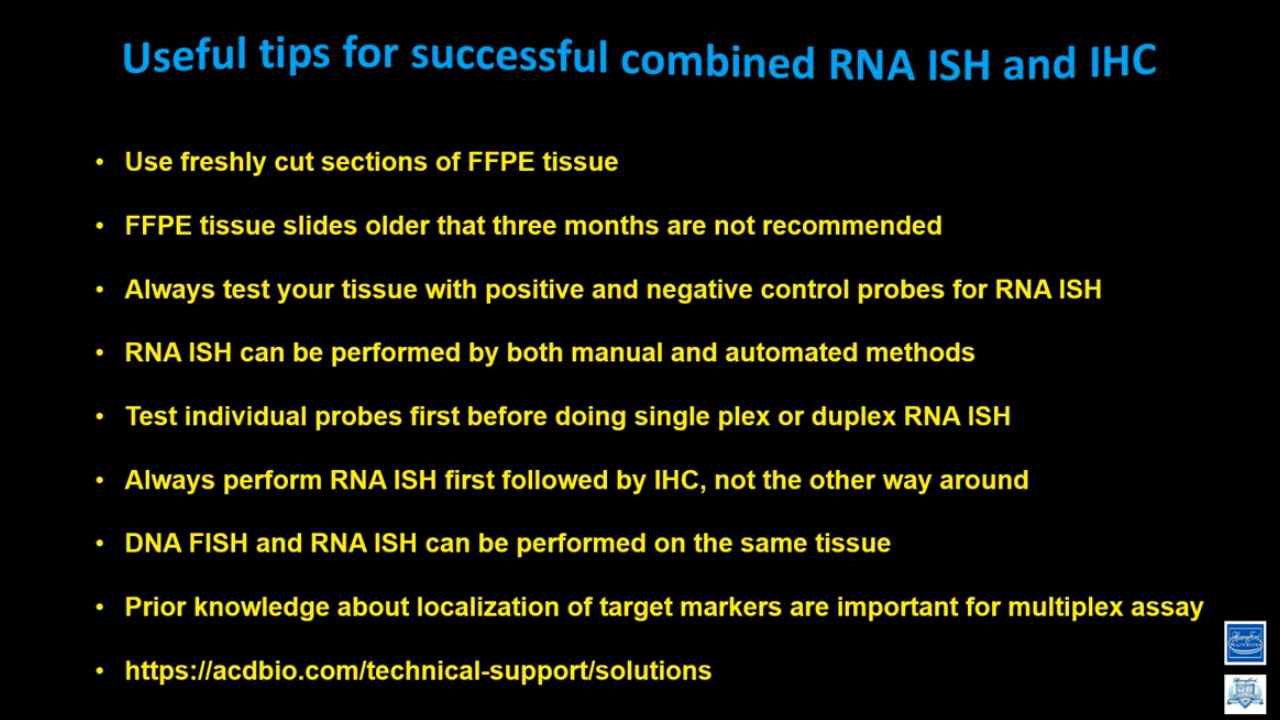 Useful tips for successful combined RNA ISH and IHC
• Use freshly cut sections of FFPE tissue
• FFPE tissue slides older that three months are not recommended
• Always test your tissue with positive and negative control probes for RNA ISH
• RNA ISH can be performed by both manual and automated methods
• Test individual probes first before doing single plex or duplex RNA ISH
• Always perform RNA ISH first followed by IHC, not the other way around
• DNA FISH and RNA ISH can be performed on the same tissue
• Prior knowledge about localization of target markers are important for multiplex assay
• https://acdbio.com/technical-support/solutions